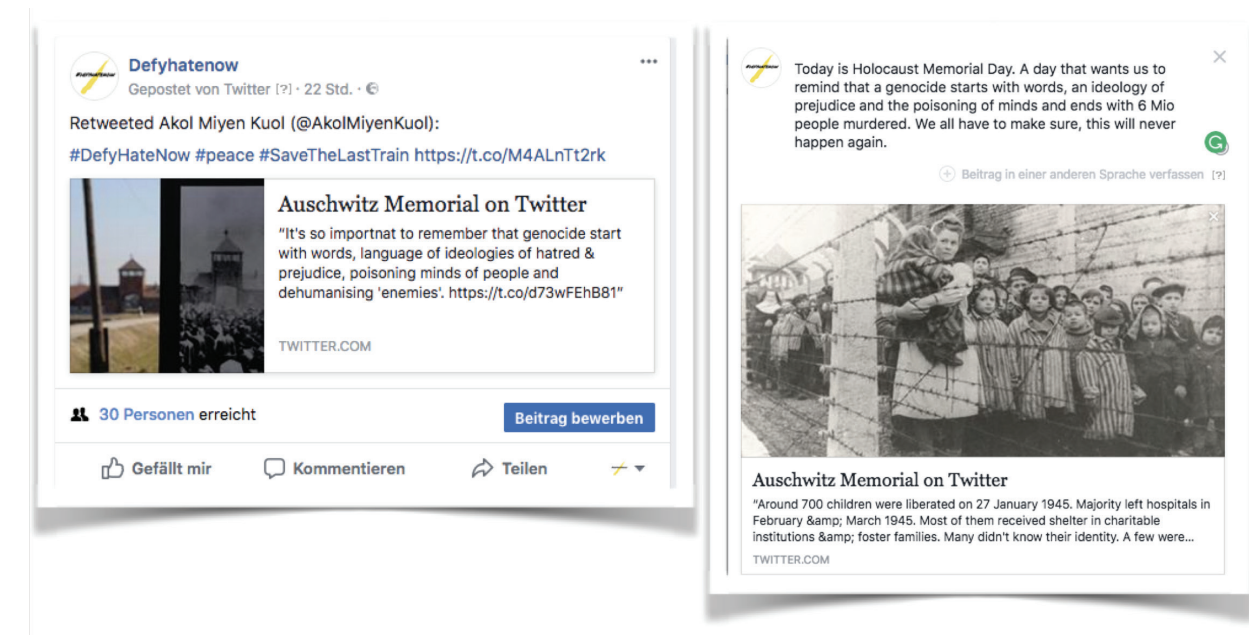 #DEFYHATENOW
Defyhatenow
Gepostet von Twitter [?] · 22 Std. ·
Retweeted Akol Miyen Kuol (@AkolMiyenKuol):
#DefyHateNow #peace #SaveTheLastTrain https://t.co/M4ALnTt2rk
Auschwitz Memorial on Twitter
“It's so importnat to remember that genocide start
with words, language of ideologies of hatred &
prejudice, poisoning minds of people and
dehumanising 'enemies'. https://t.co/d73wFEhB81”
TWITTER.COM
30 Personen erreicht
Beitrag bewerben
Gefällt mir
Kommentieren
Teilen
#DEFYHATENOW
Today is Holocaust Memorial Day. A day that wants us to
remind that a genocide starts with words, an ideology of
prejudice and the poisoning of minds and ends with 6 Mio
people murdered. We all have to make sure, this will never
happen again.
Beitrag in einer anderen Sprache verfassen [?]
Auschwitz Memorial on Twitter
“Around 700 children were liberated on 27 January 1945. Majority left hospitals in
February &amp; March 1945. Most of them received shelter in charitable
institutions &amp; foster families. Many didn't know their identity. A few were...
TWITTER.COM